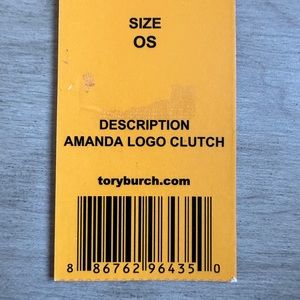 SIZE
OS
DESCRIPTION
AMANDA LOGO CLUTCH
toryburch.com
8 86762 96435 0